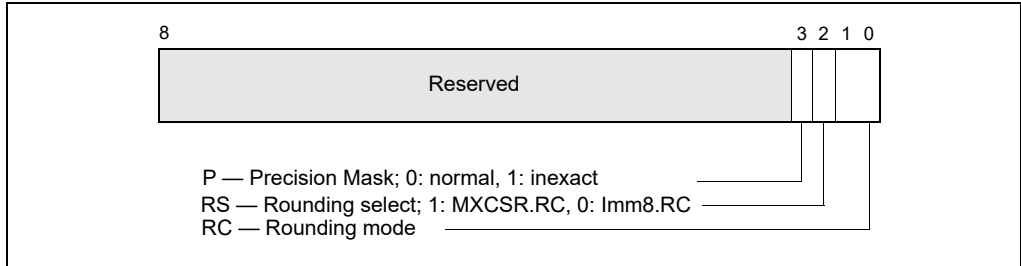 8 3 2 1 0
Reserved
P — Precision Mask; 0: normal, 1: inexact
RS — Rounding select; 1: MXCSR.RC, 0: Imm8.RC
RC — Rounding mode